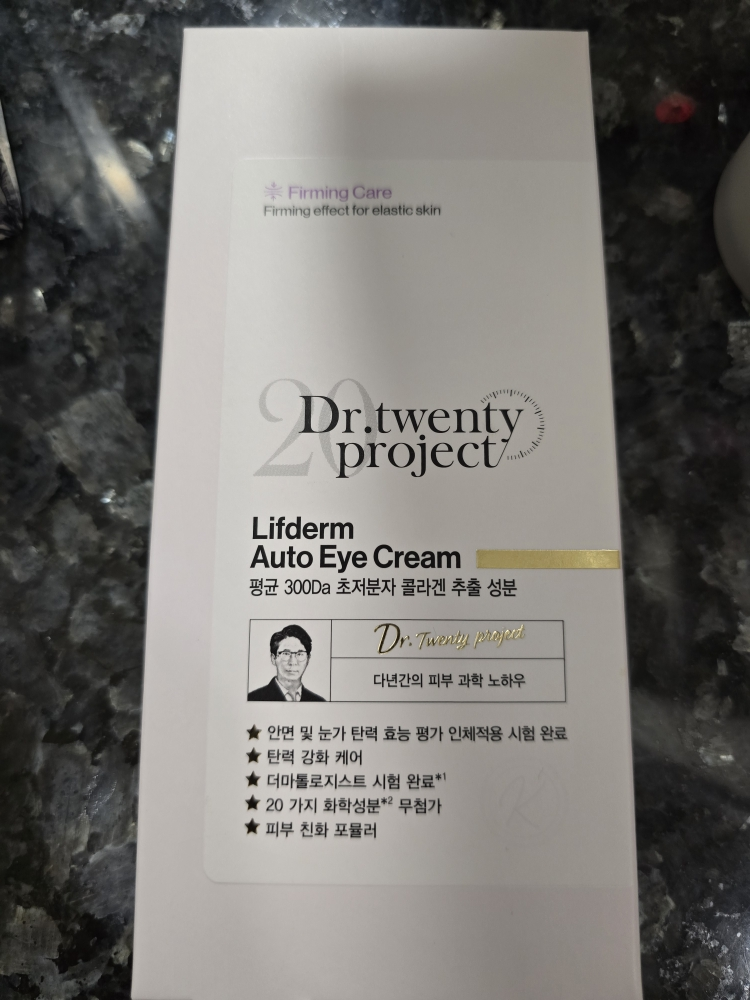 Firming Care
Firming effect for elastic skin
20
Dr.twenty
project
Lifderm
Auto Eye Cream
평균 300Da 초저분자 콜라겐 추출 성분
Dr. Twenty project
다년간의 피부 과학 노하우
★ 안면 및 눈가 탄력 효능 평가 인체적용 시험 완료
★ 탄력 강화 케어
★ 더마톨로지스트 시험 완료*1
★ 20 가지 화학성분*2 무첨가
★ 피부 친화 포뮬러